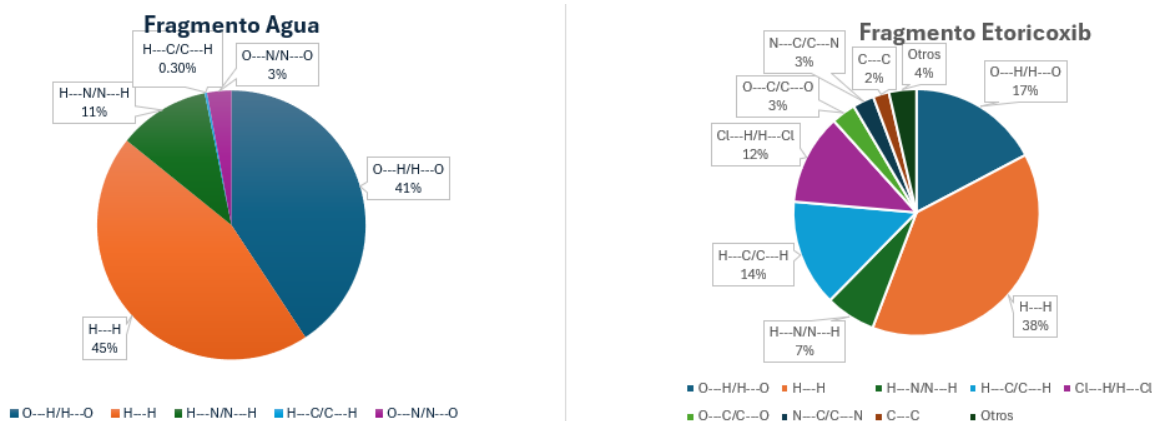 Fragmento Agua
H---C/C---H
0.30%
O---N/N---O
3%
H---N/N---H
11%
O---H/H---O
41%
H---H
45%
O---H/H---O H---H H---N/N---H H---C/C---H O---N/N---O
Fragmento Etoricoxib
N---C/C---N
3%
C---C
2%
Otros
4%
O---H/H---O
17%
O---C/C---O
3%
Cl---H/H---Cl
12%
H---C/C---H
14%
H---N/N---H
7%
H---H
38%
O---H/H---O H---H H---N/N---H H---C/C---H Cl---H/H---Cl
O---C/C---O N---C/C---N C---C Otros